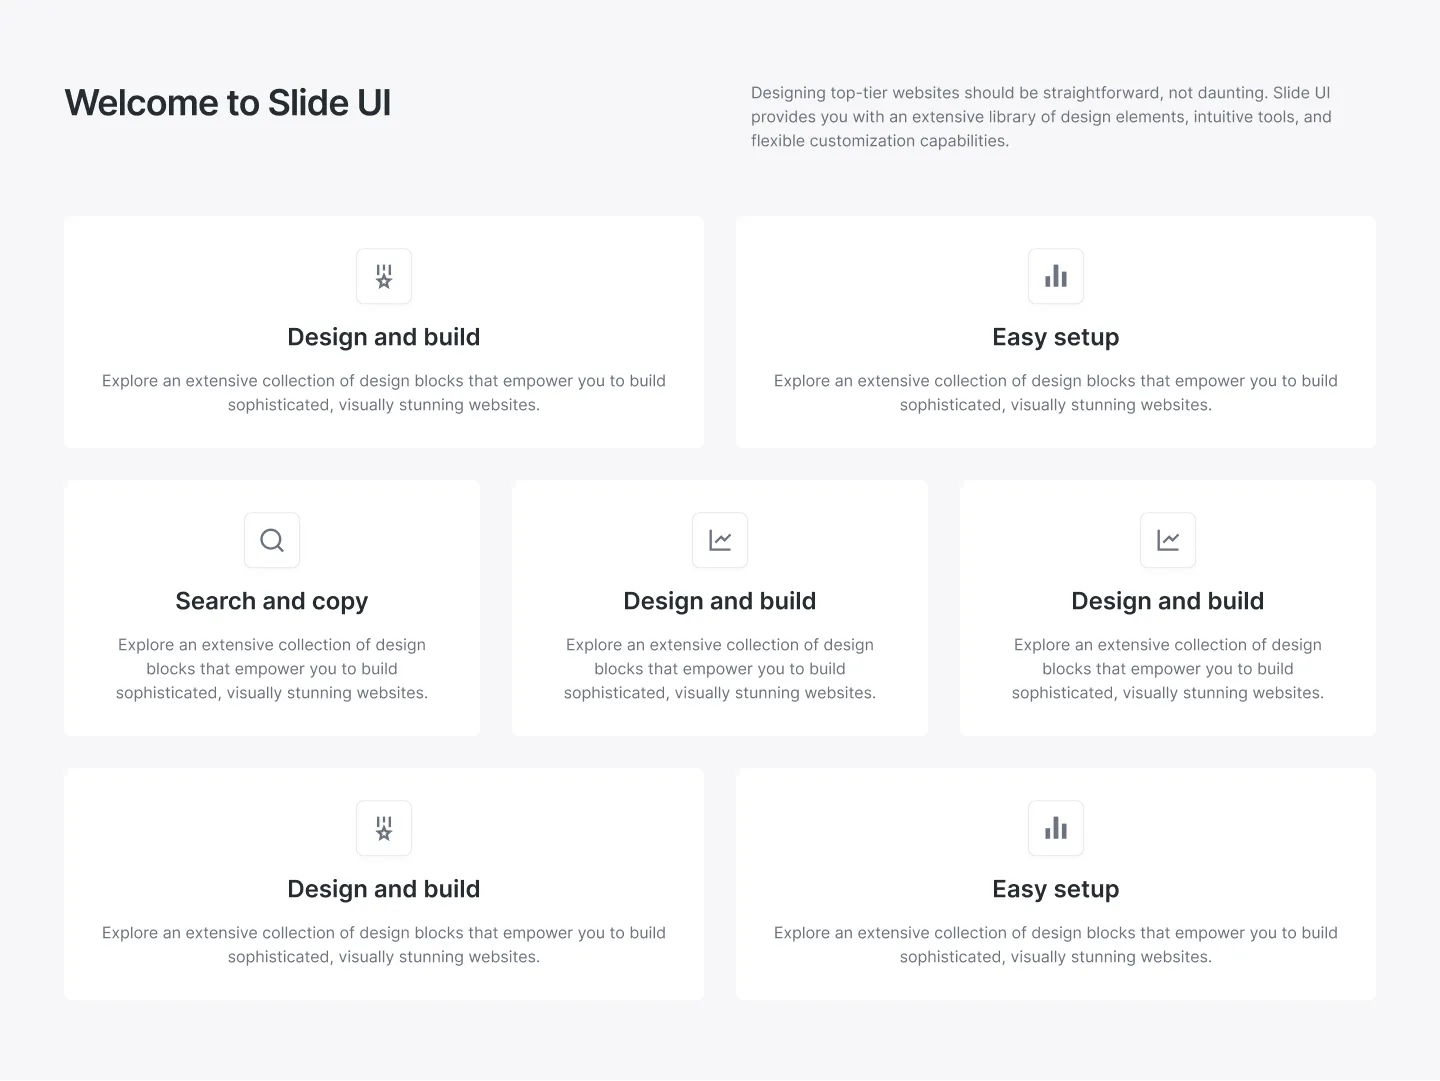 Welcome to Slide UI
Designing top-tier websites should be straightforward, not daunting. Slide UI
provides you with an extensive library of design elements, intuitive tools, and
flexible customization capabilities.
Design and build
Explore an extensive collection of design blocks that empower you to build
sophisticated, visually stunning websites.
Easy setup
Explore an extensive collection of design blocks that empower you to build
sophisticated, visually stunning websites.
Search and copy
Explore an extensive collection of design
blocks that empower you to build
sophisticated, visually stunning websites.
Design and build
Explore an extensive collection of design
blocks that empower you to build
sophisticated, visually stunning websites.
Design and build
Explore an extensive collection of design
blocks that empower you to build
sophisticated, visually stunning websites.
Design and build
Explore an extensive collection of design blocks that empower you to build
sophisticated, visually stunning websites.
Easy setup
Explore an extensive collection of design blocks that empower you to build
sophisticated, visually stunning websites.